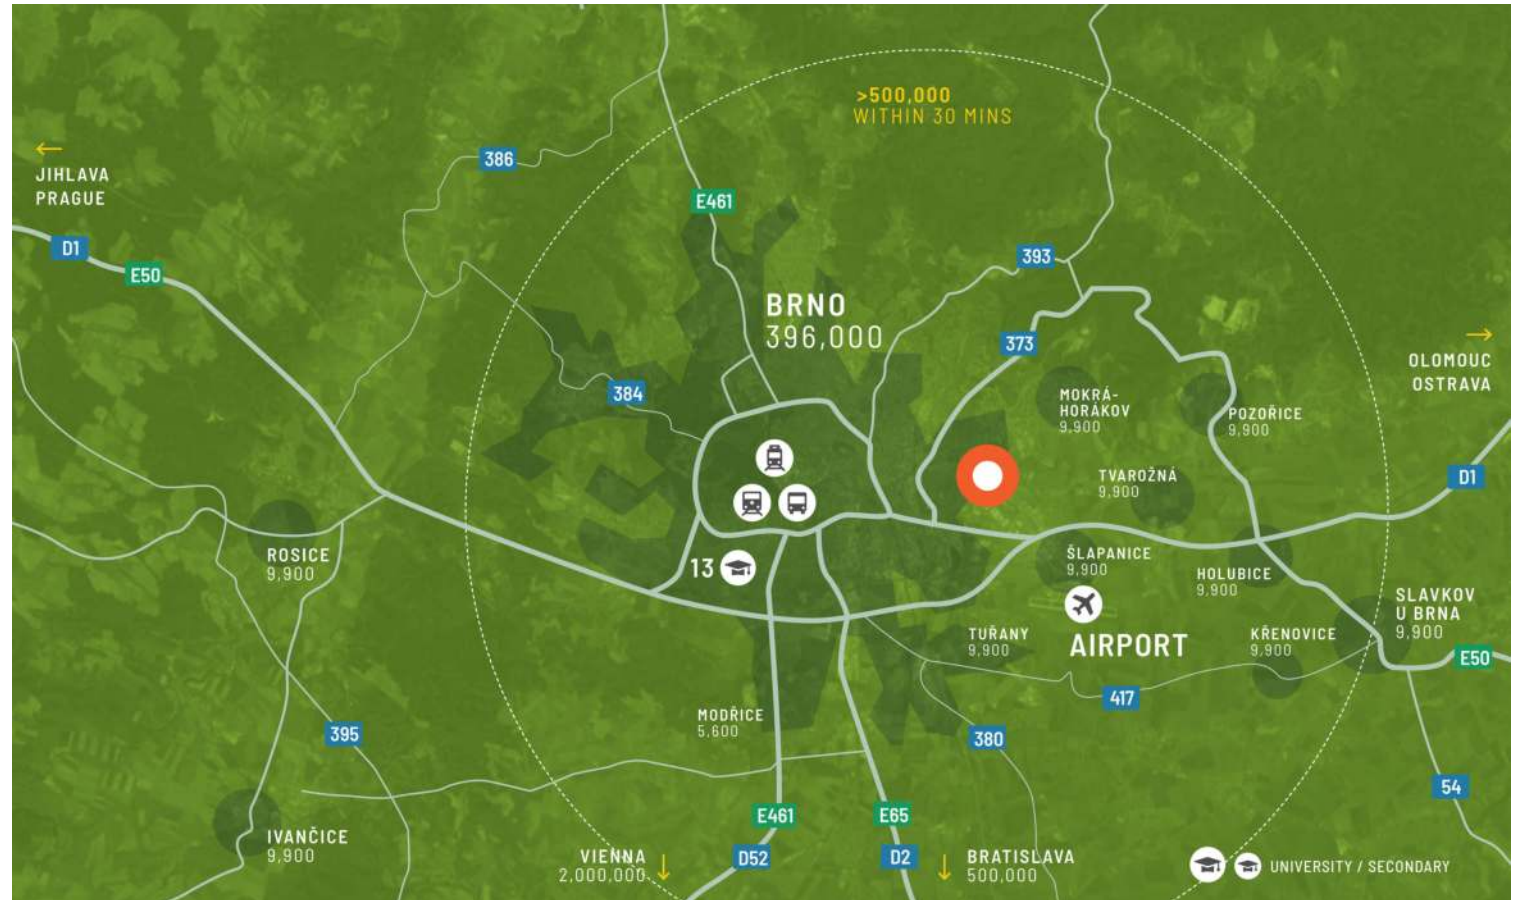 >500,000
WITHIN 30 MINS
JIHLAVA
PRAGUE
D1
E50
386
E461
393
BRNO
396,000
373
384
OLOMOUC
OSTRAVA
MOKRÁ-
HORÁKOV
9,900
POZOŘICE
9,900
TVAROŽNÁ
9,900
D1
ROSICE
9,900
13
ŠLAPANICE
9,900
HOLUBICE
9,900
SLAVKOV
U BRNA
9,900
TUŘANY
9,900
AIRPORT
KŘENOVICE
9,900
E50
417
MODŘICE
5,600
395
380
54
E461
E65
IVANČICE
9,900
VIENNA
2,000,000
D52
D2
BRATISLAVA
500,000
UNIVERSITY / SECONDARY